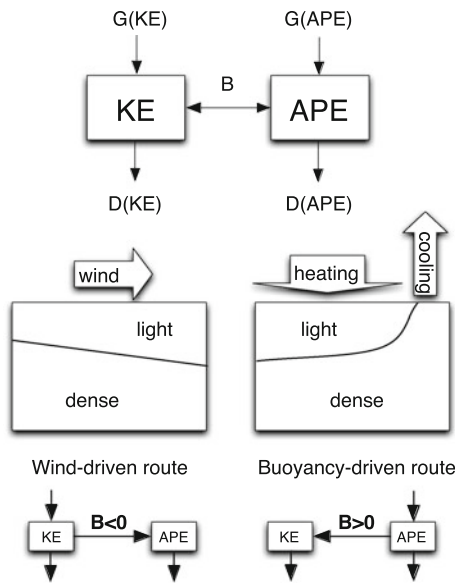 G(KE) G(APE)
B
KE APE
D(KE) D(APE)
wind heating cooling
light light
dense dense
Wind-driven route Buoyancy-driven route
B<0 B>0
KE APE KE APE